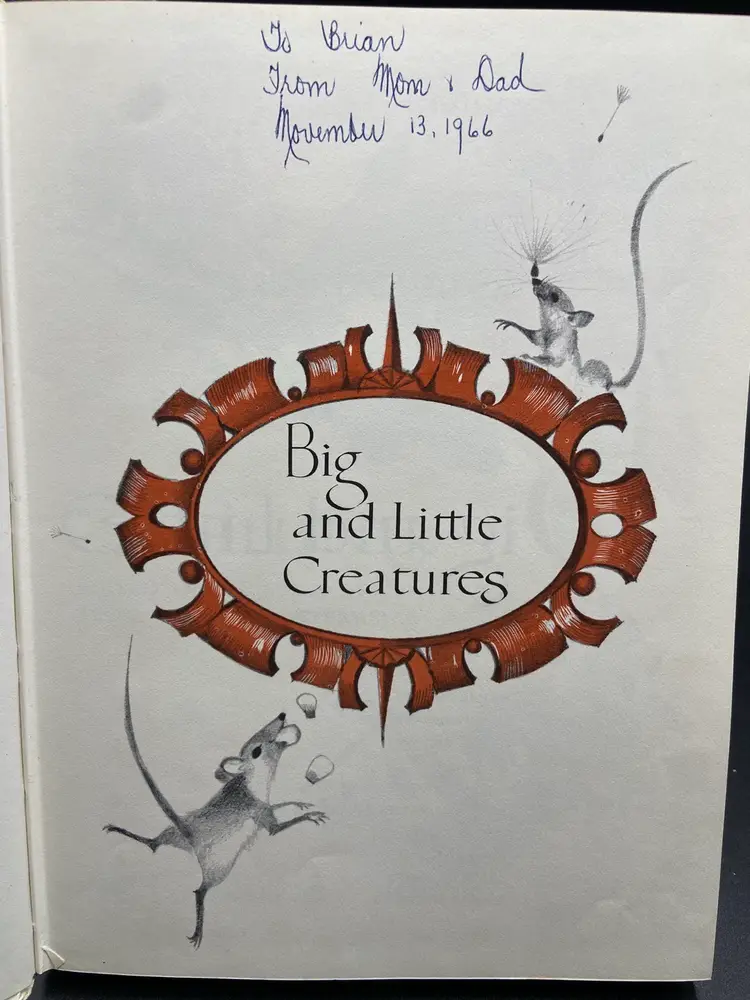 To Brian
From Mom & Dad
November 13, 1966
Big
and Little
Creatures